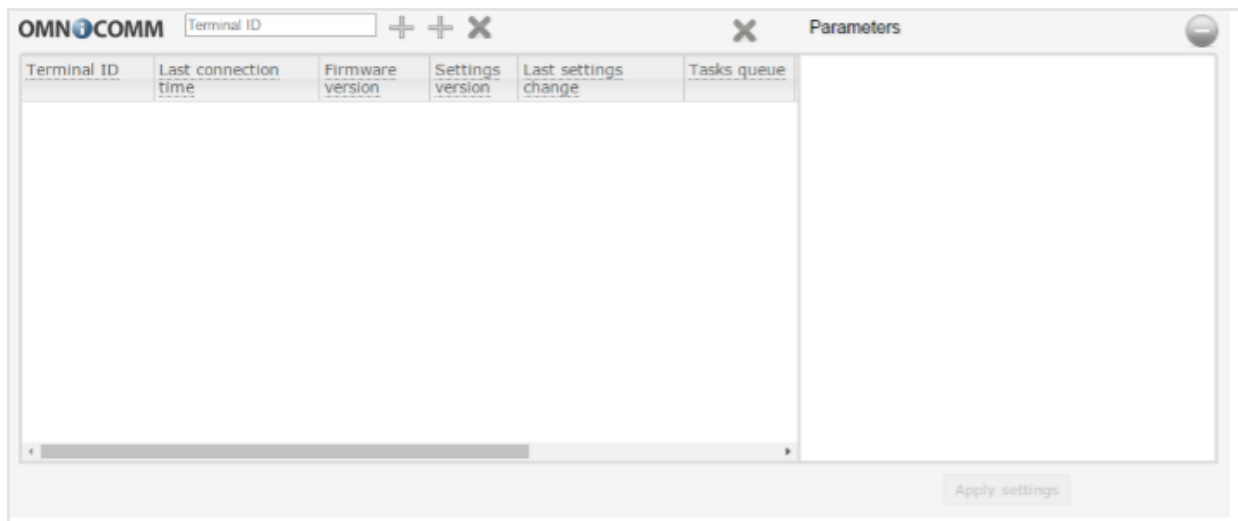 OMNiCOMM
Terminal ID
Parameters
Terminal ID
Last connection
time
Firmware
version
Settings
version
Last settings
change
Tasks queue
Apply settings